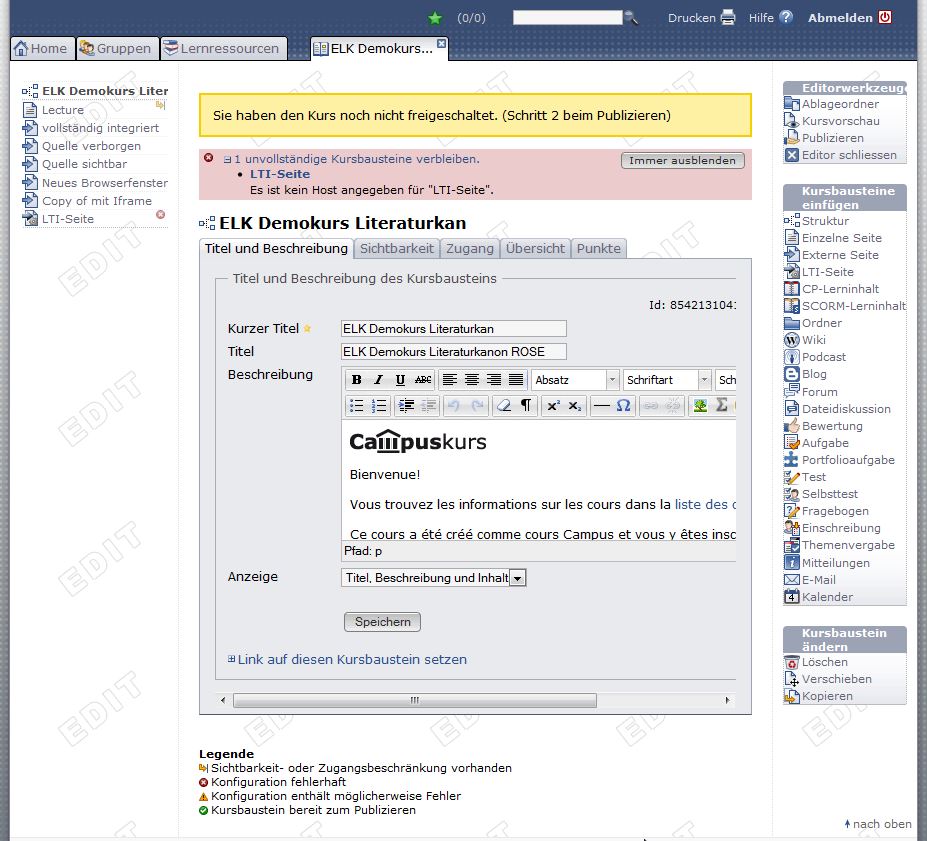 (0/0)
Drucken
Hilfe
Abmelden
Home
Gruppen
Lernressourcen
ELK Demokurs...
ELK Demokurs Liter
Lecture
vollständig integriert
Quelle verborgen
Quelle sichtbar
Neues Browserfenster
Copy of mit Iframe
LTI-Seite
Sie haben den Kurs noch nicht freigeschaltet. (Schritt 2 beim Publizieren)
1 unvollständige Kursbausteine verbleiben.
Immer ausblenden
LTI-Seite
Es ist kein Host angegeben für "LTI-Seite".
ELK Demokurs Literaturkan
Titel und Beschreibung
Sichtbarkeit
Zugang
Übersicht
Punkte
Titel und Beschreibung des Kursbausteins
Id: 8542131041
Kurzer Titel
ELK Demokurs Literaturkan
Titel
ELK Demokurs Literaturkanon ROSE
Beschreibung
B I U ABC
Absatz
Schriftart
Sch
Campuskurs
Bienvenue!
Vous trouvez les informations sur les cours dans la liste des c
Ce cours a été créé comme cours Campus et vous y êtes insc
Pfad: p
Anzeige
Titel, Beschreibung und Inhalt
Speichern
Link auf diesen Kursbaustein setzen
Legende
Sichtbarkeit- oder Zugangsbeschränkung vorhanden
Konfiguration fehlerhaft
Konfiguration enthält möglicherweise Fehler
Kursbaustein bereit zum Publizieren
Editorwerkzeuge
Ablageordner
Kursvorschau
Publizieren
Editor schliessen
Kursbausteine
einfügen
Struktur
Einzelne Seite
Externe Seite
LTI-Seite
CP-Lerninhalt
SCORM-Lerninhalt
Ordner
Wiki
Podcast
Blog
Forum
Dateidiskussion
Bewertung
Aufgabe
Portfolioaufgabe
Test
Selbsttest
Fragebogen
Einschreibung
Themenvergabe
Mitteilungen
E-Mail
Kalender
Kursbaustein
ändern
Löschen
Verschieben
Kopieren
nach oben
EDIT
EDIT
EDIT
EDIT